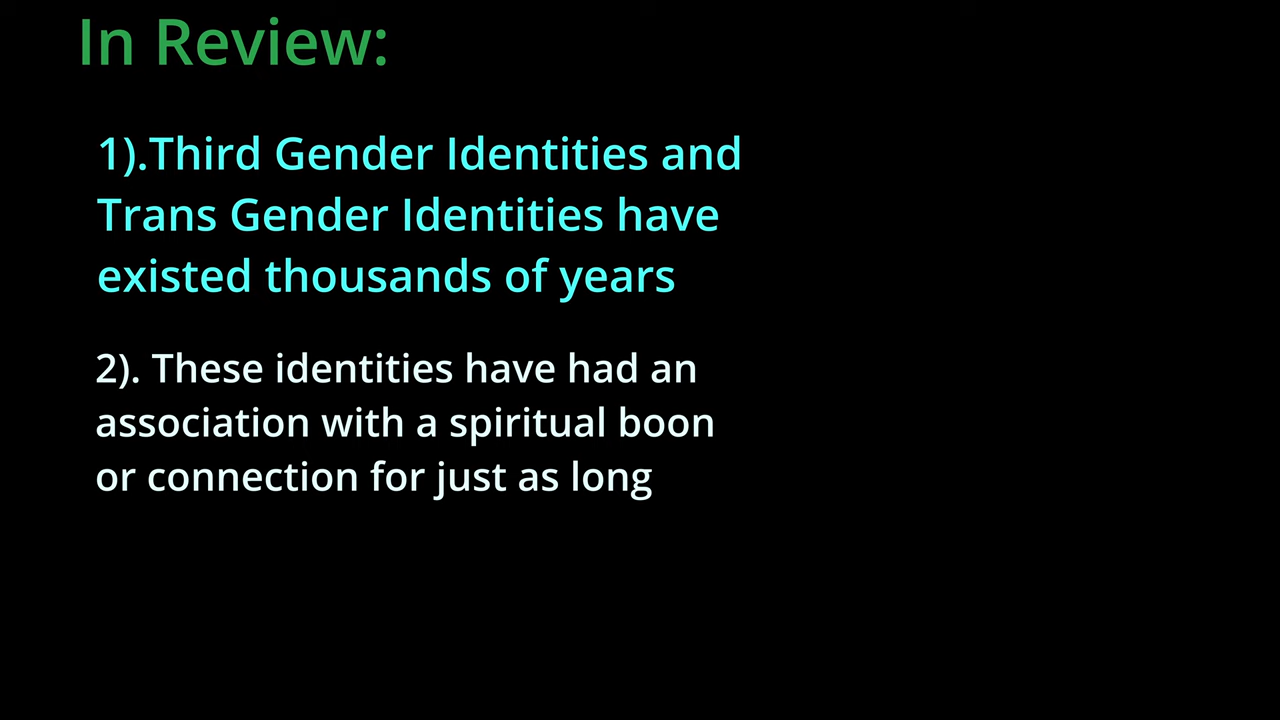 In Review:
1).Third Gender Identities and
Trans Gender Identities have
existed thousands of years
2). These identities have had an
association with a spiritual boon
or connection for just as long